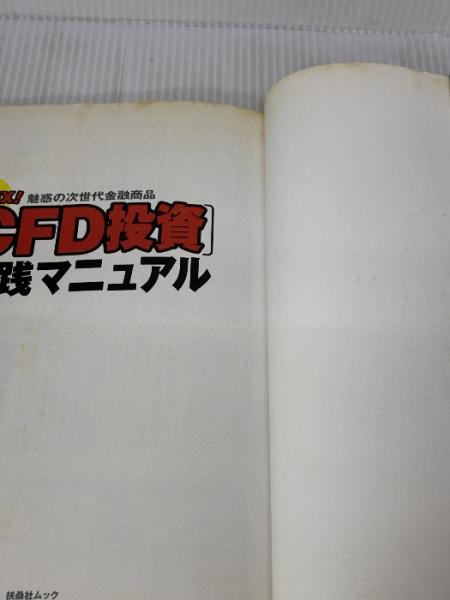 X! 魅惑の次世代金融商品
CFD投資]
践マニュアル
扶桑社ムック